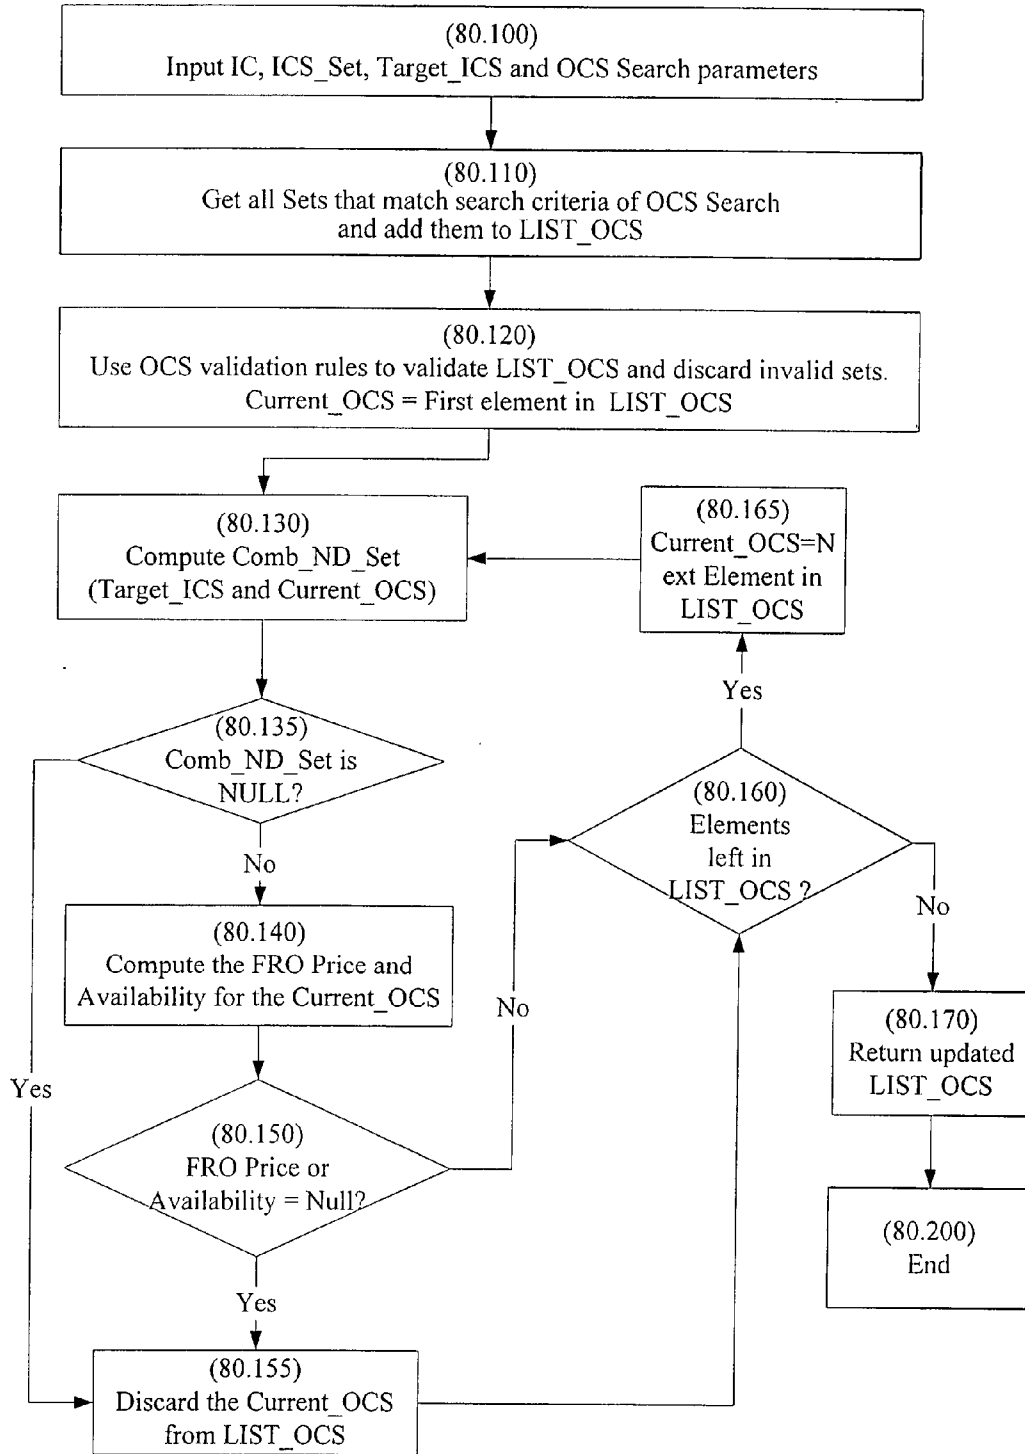 (80.100)
Input IC, ICS_Set, Target_ICS and OCS Search parameters
(80.110)
Get all Sets that match search criteria of OCS Search
and add them to LIST_OCS
(80.120)
Use OCS validation rules to validate LIST_OCS and discard invalid sets.
Current_OCS = First element in LIST_OCS
(80.130)
Compute Comb_ND_Set
(Target_ICS and Current_OCS)
(80.165)
Current_OCS=N
ext Element in
LIST_OCS
Yes
(80.135)
Comb_ND_Set is
NULL?
No
(80.160)
Elements
left in
LIST_OCS ?
No
(80.140)
Compute the FRO Price and
Availability for the Current_OCS
No
Yes
(80.150)
FRO Price or
Availability = Null?
Yes
(80.155)
Discard the Current_OCS
from LIST_OCS
(80.170)
Return updated
LIST_OCS
(80.200)
End